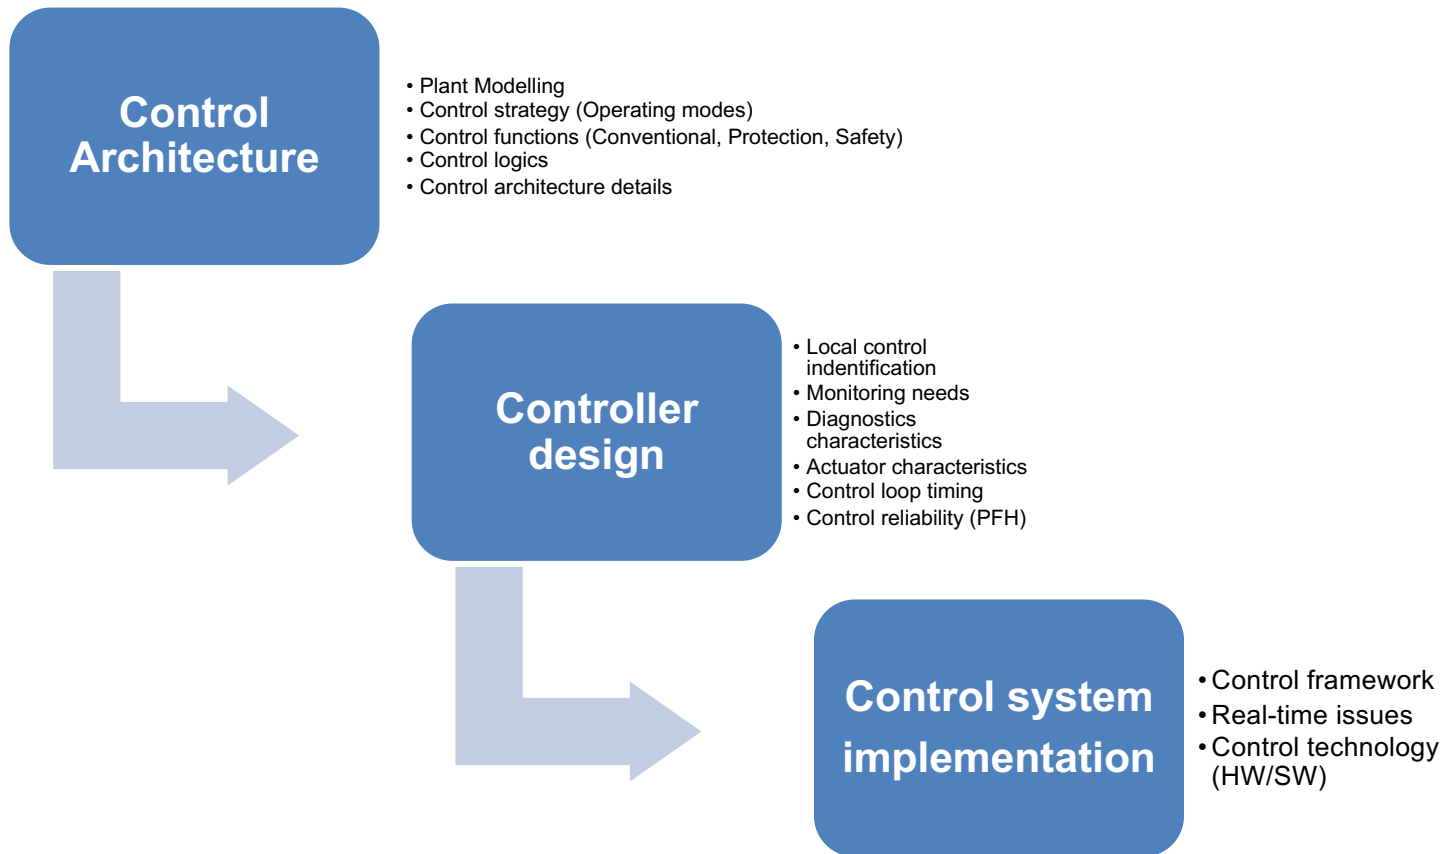 Control
Architecture
• Plant Modelling
• Control strategy (Operating modes)
• Control functions (Conventional, Protection, Safety)
• Control logics
• Control architecture details
Controller
design
• Local control
indentification
• Monitoring needs
• Diagnostics
characteristics
• Actuator characteristics
• Control loop timing
• Control reliability (PFH)
Control system
implementation
• Control framework
• Real-time issues
• Control technology
(HW/SW)